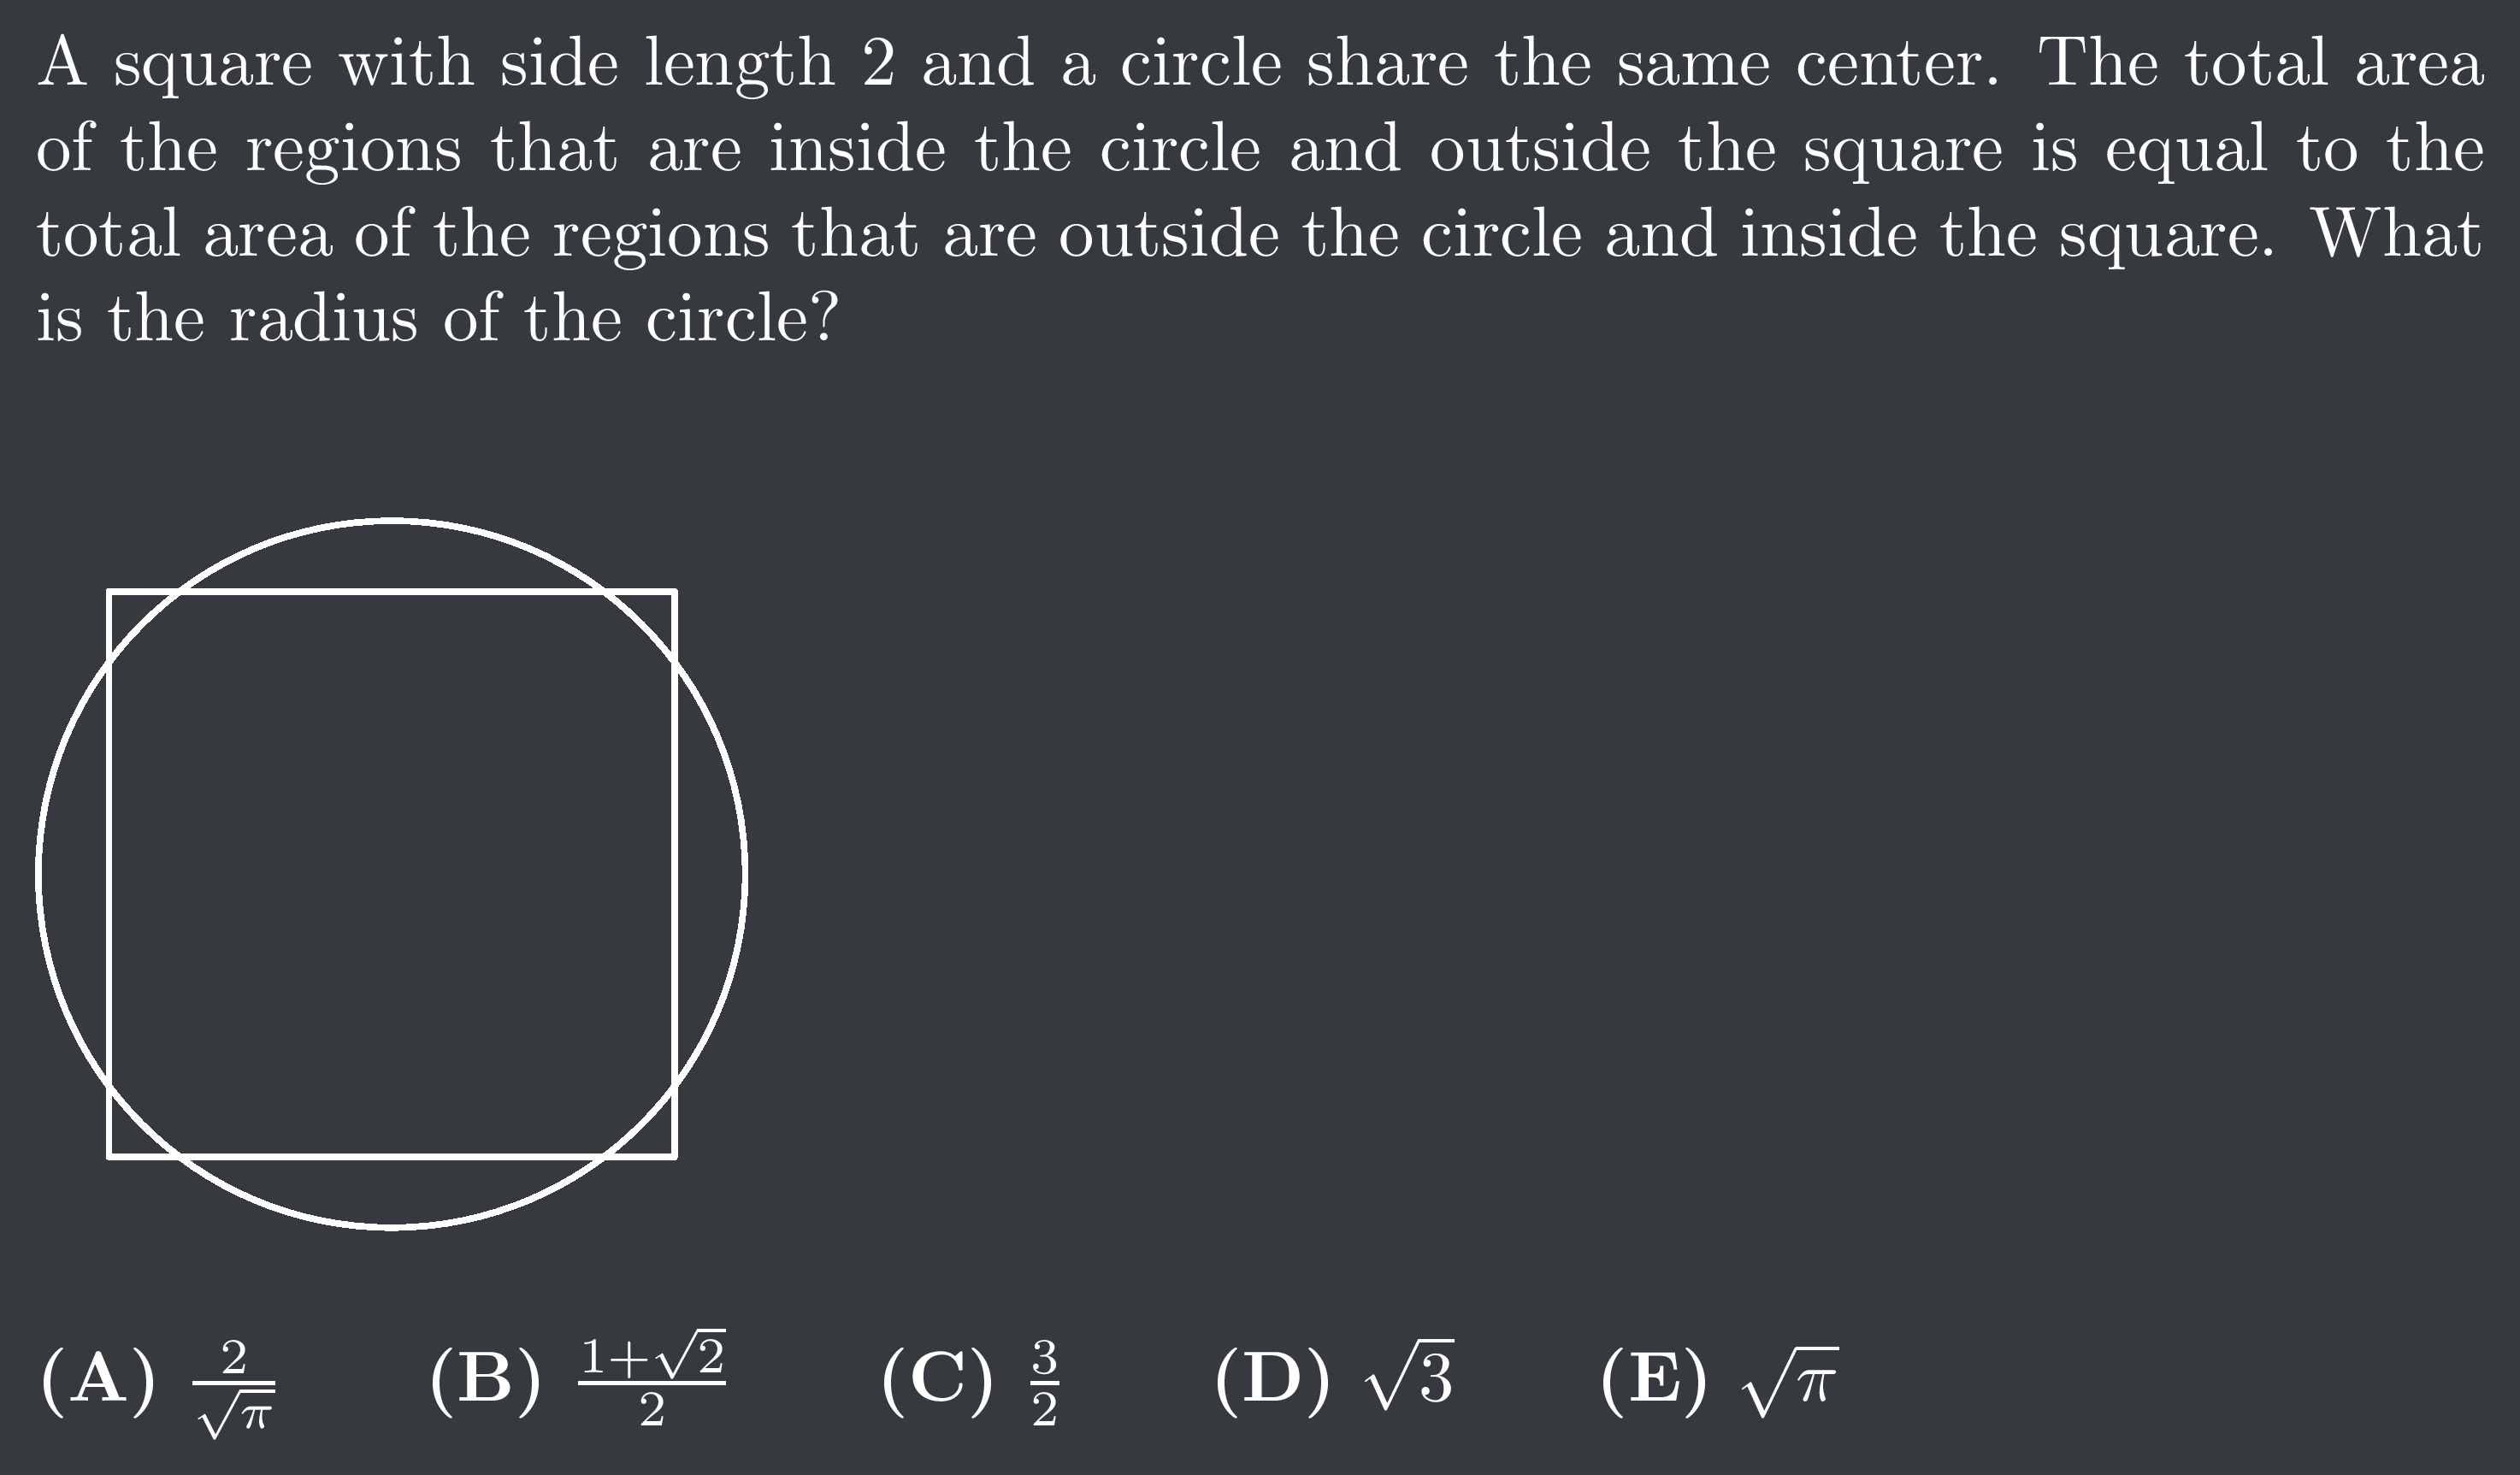 A square with side length 2 and a circle share the same center. The total area
of the regions that are inside the circle and outside the square is equal to the
total area of the regions that are outside the circle and inside the square. What
is the radius of the circle?
(A) $\frac{2}{\sqrt{\pi}}$ (B) $\frac{1+\sqrt{2}}{2}$ (C) $\frac{3}{2}$ (D) $\sqrt{3}$ (E) $\sqrt{\pi}$